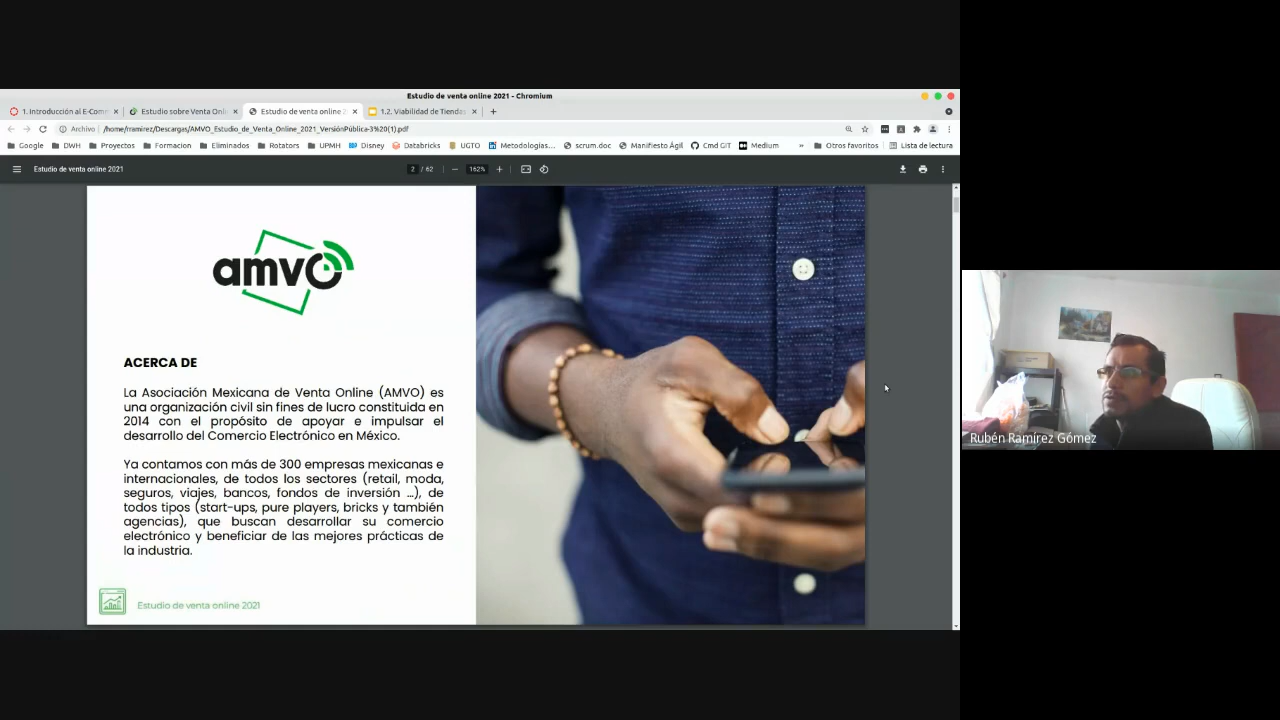 Estudio de venta online 2021 - Chromium
1. Introducción al E-Com
Estudio sobre Venta Onli
Estudio de venta online 2
1.2. Viabilidad de Tiendas
Archivo
/home/rramirez/Descargas/AMVO_Estudio_de_Venta_Online_2021_VersiónPública-3%20(1).pdf
Google DWH Proyectos Formacion Eliminados Rotators UPMH Disney Databricks UGTO Metodologías... scrum.doc Manifiesto Ágil Cmd GIT Medium » Otros favoritos Lista de lectura
Estudio de venta online 2021
2 / 62
162%
amvo
ACERCA DE
La Asociación Mexicana de Venta Online (AMVO) es
una organización civil sin fines de lucro constituida en
2014 con el propósito de apoyar e impulsar el
desarrollo del Comercio Electrónico en México.
Ya contamos con más de 300 empresas mexicanas e
internacionales, de todos los sectores (retail, moda,
seguros, viajes, bancos, fondos de inversión ...), de
todos tipos (start-ups, pure players, bricks y también
agencias), que buscan desarrollar su comercio
electrónico y beneficiar de las mejores prácticas de
la industria.
Estudio de venta online 2021
Rubén Ramírez Gómez